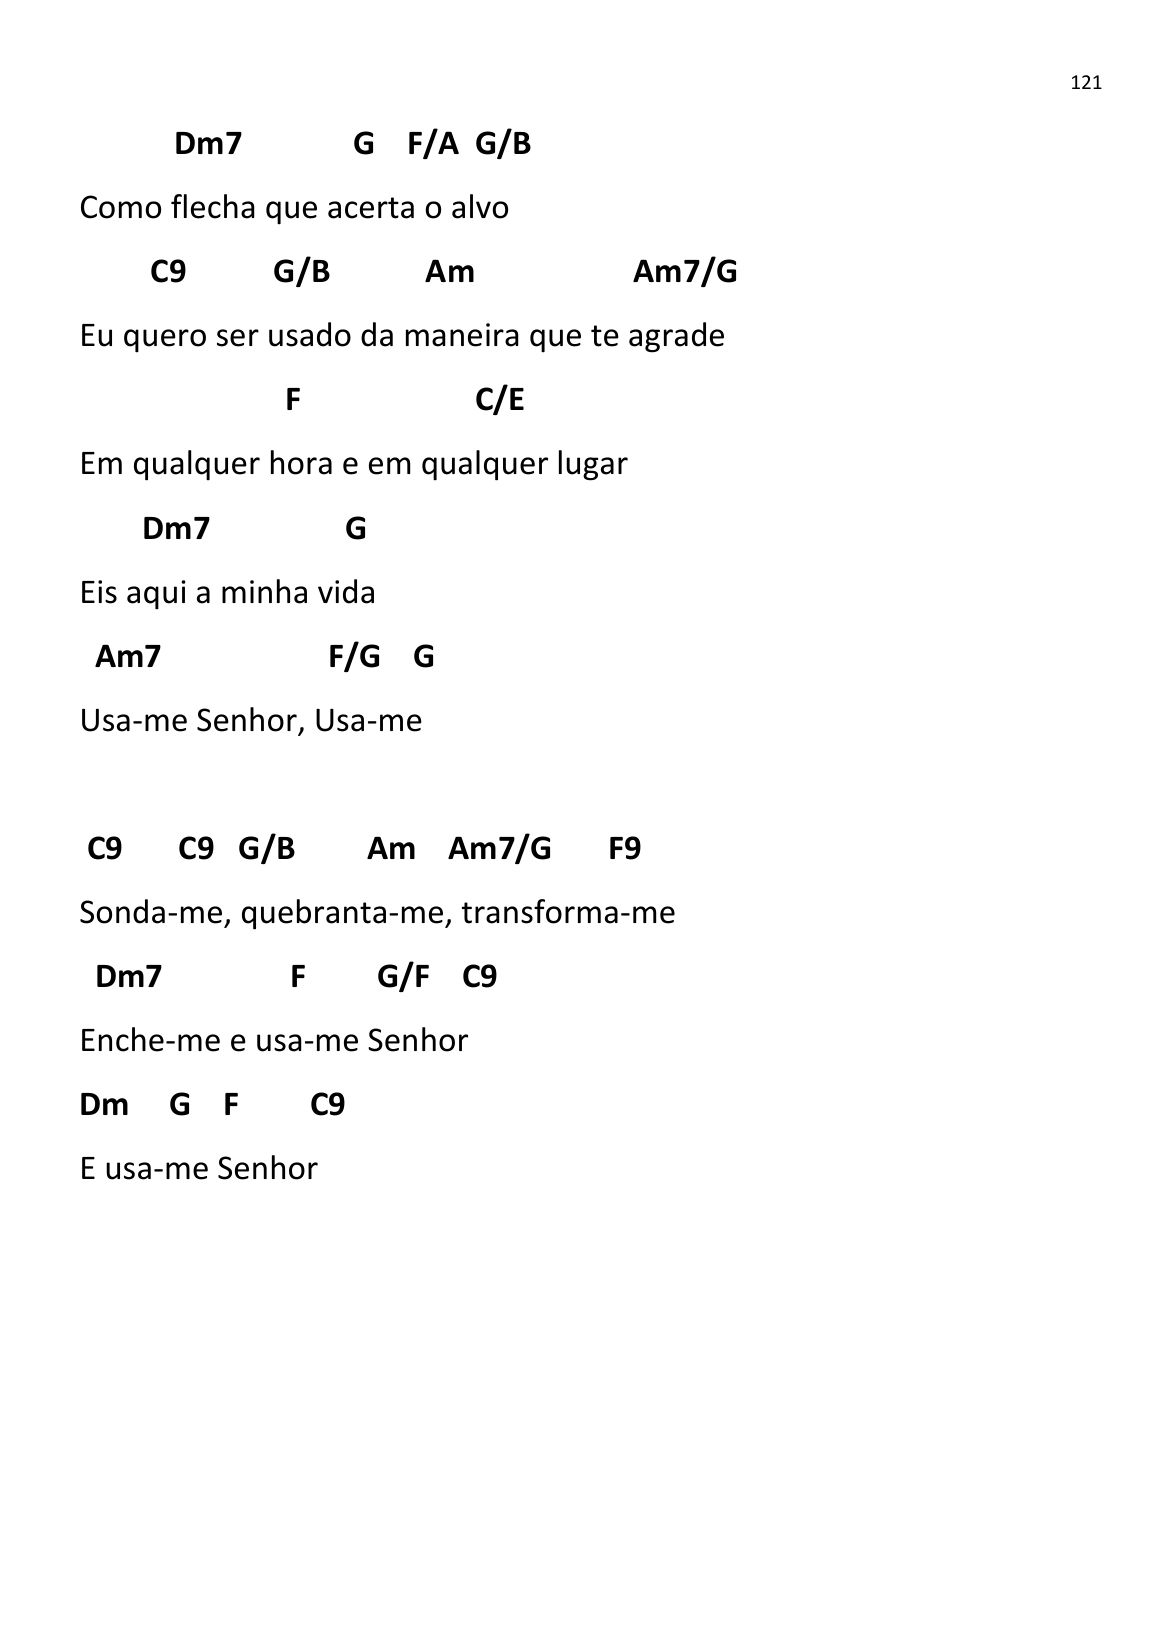 121
Dm7 G F/A G/B
Como flecha que acerta o alvo
C9 G/B Am Am7/G
Eu quero ser usado da maneira que te agrade
F C/E
Em qualquer hora e em qualquer lugar
Dm7 G
Eis aqui a minha vida
Am7 F/G G
Usa-me Senhor, Usa-me
C9 C9 G/B Am Am7/G F9
Sonda-me, quebranta-me, transforma-me
Dm7 F G/F C9
Enche-me e usa-me Senhor
Dm G F C9
E usa-me Senhor